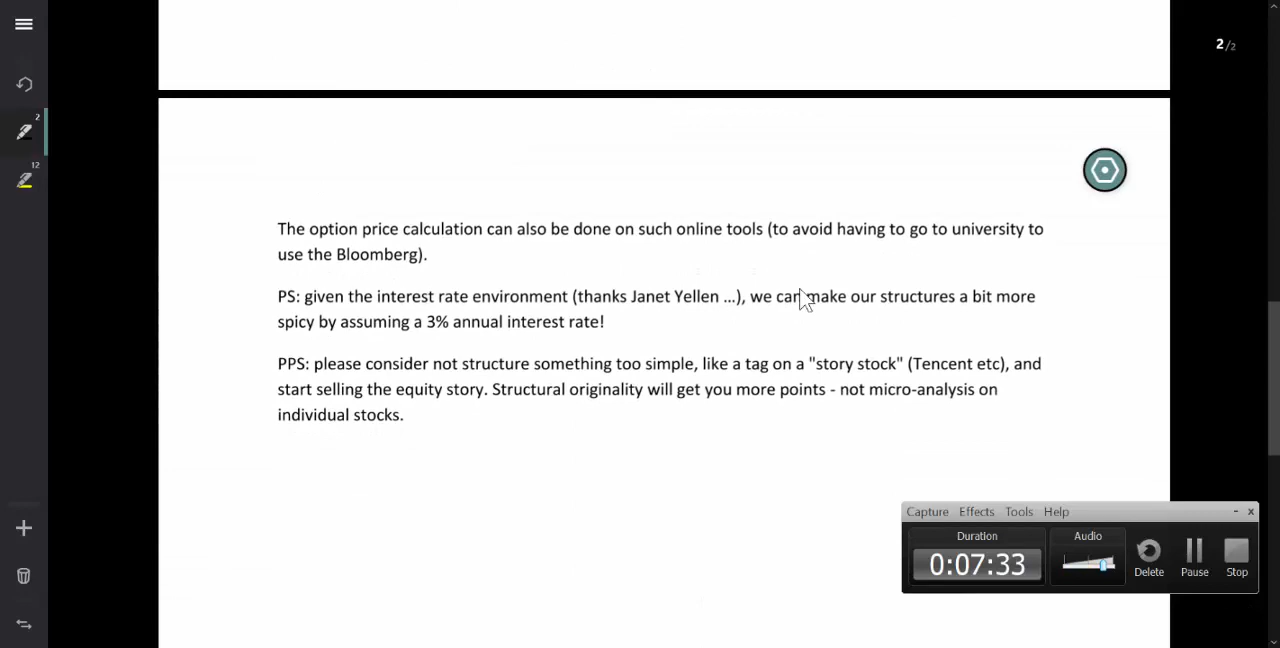 2/2
2
12
The option price calculation can also be done on such online tools (to avoid having to go to university to
use the Bloomberg).
PS: given the interest rate environment (thanks Janet Yellen ...), we can make our structures a bit more
spicy by assuming a 3% annual interest rate!
PPS: please consider not structure something too simple, like a tag on a "story stock" (Tencent etc), and
start selling the equity story. Structural originality will get you more points - not micro-analysis on
individual stocks.
Capture Effects Tools Help - x
Duration Audio
0:07:33
Delete Pause Stop